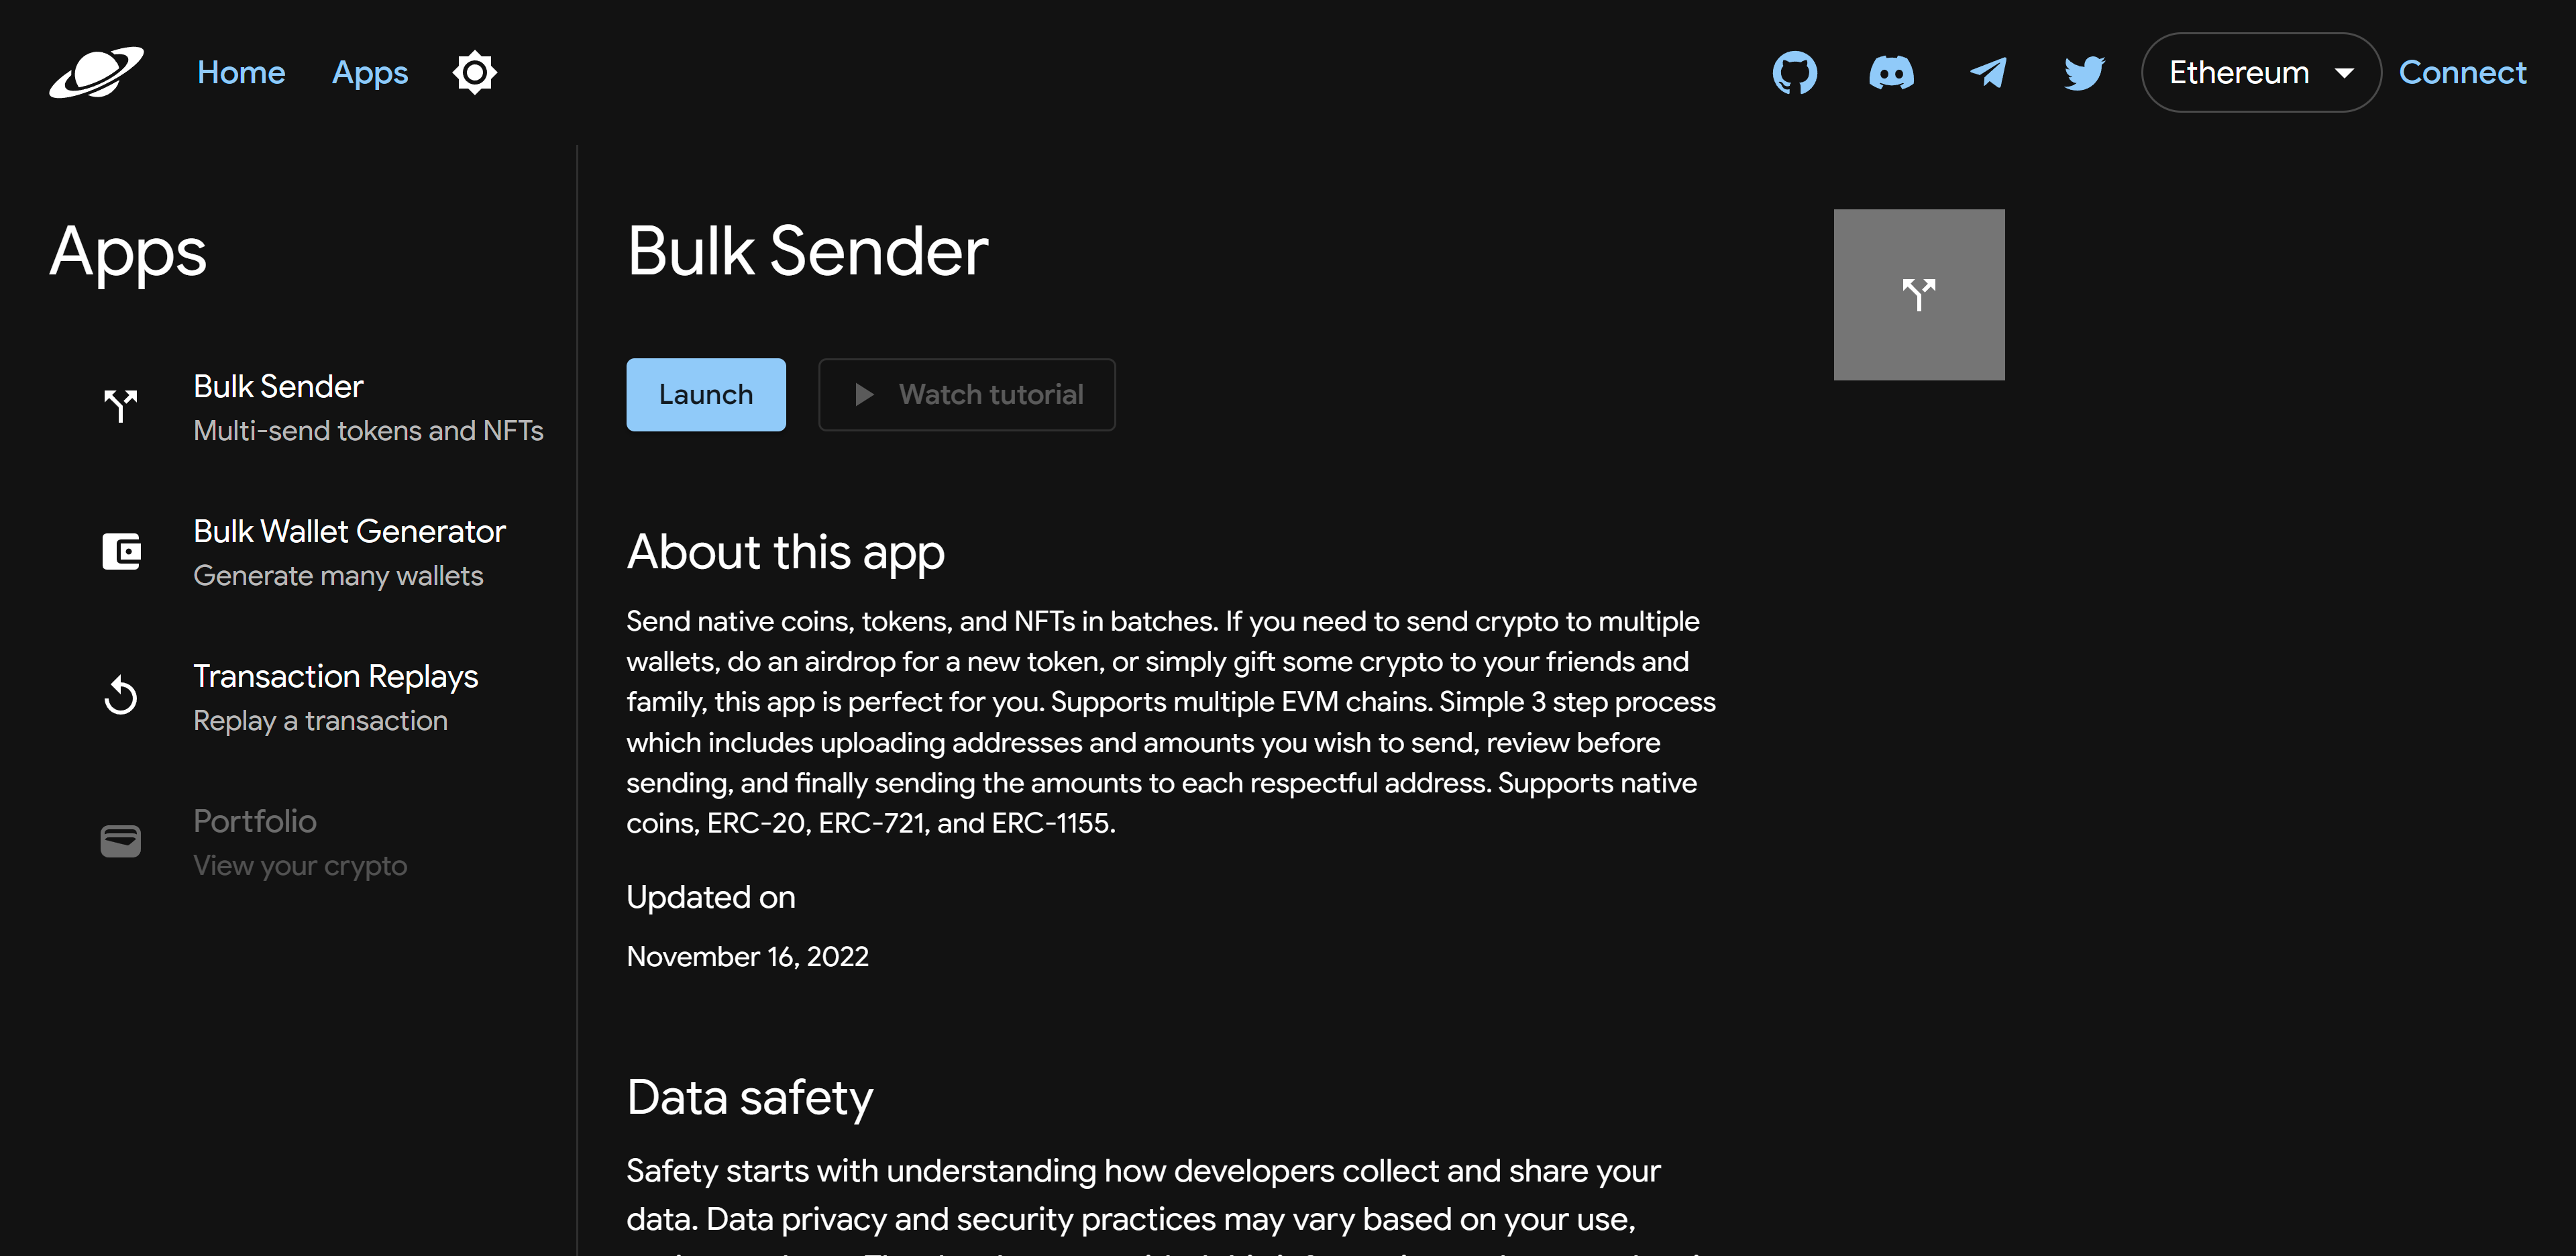 Home
Apps
Ethereum
Connect
Apps
Bulk Sender
Multi-send tokens and NFTs
Bulk Wallet Generator
Generate many wallets
Transaction Replays
Replay a transaction
Portfolio
View your crypto
Bulk Sender
Launch
Watch tutorial
About this app
Send native coins, tokens, and NFTs in batches. If you need to send crypto to multiple
wallets, do an airdrop for a new token, or simply gift some crypto to your friends and
family, this app is perfect for you. Supports multiple EVM chains. Simple 3 step process
which includes uploading addresses and amounts you wish to send, review before
sending, and finally sending the amounts to each respectful address. Supports native
coins, ERC-20, ERC-721, and ERC-1155.
Updated on
November 16, 2022
Data safety
Safety starts with understanding how developers collect and share your
data. Data privacy and security practices may vary based on your use,